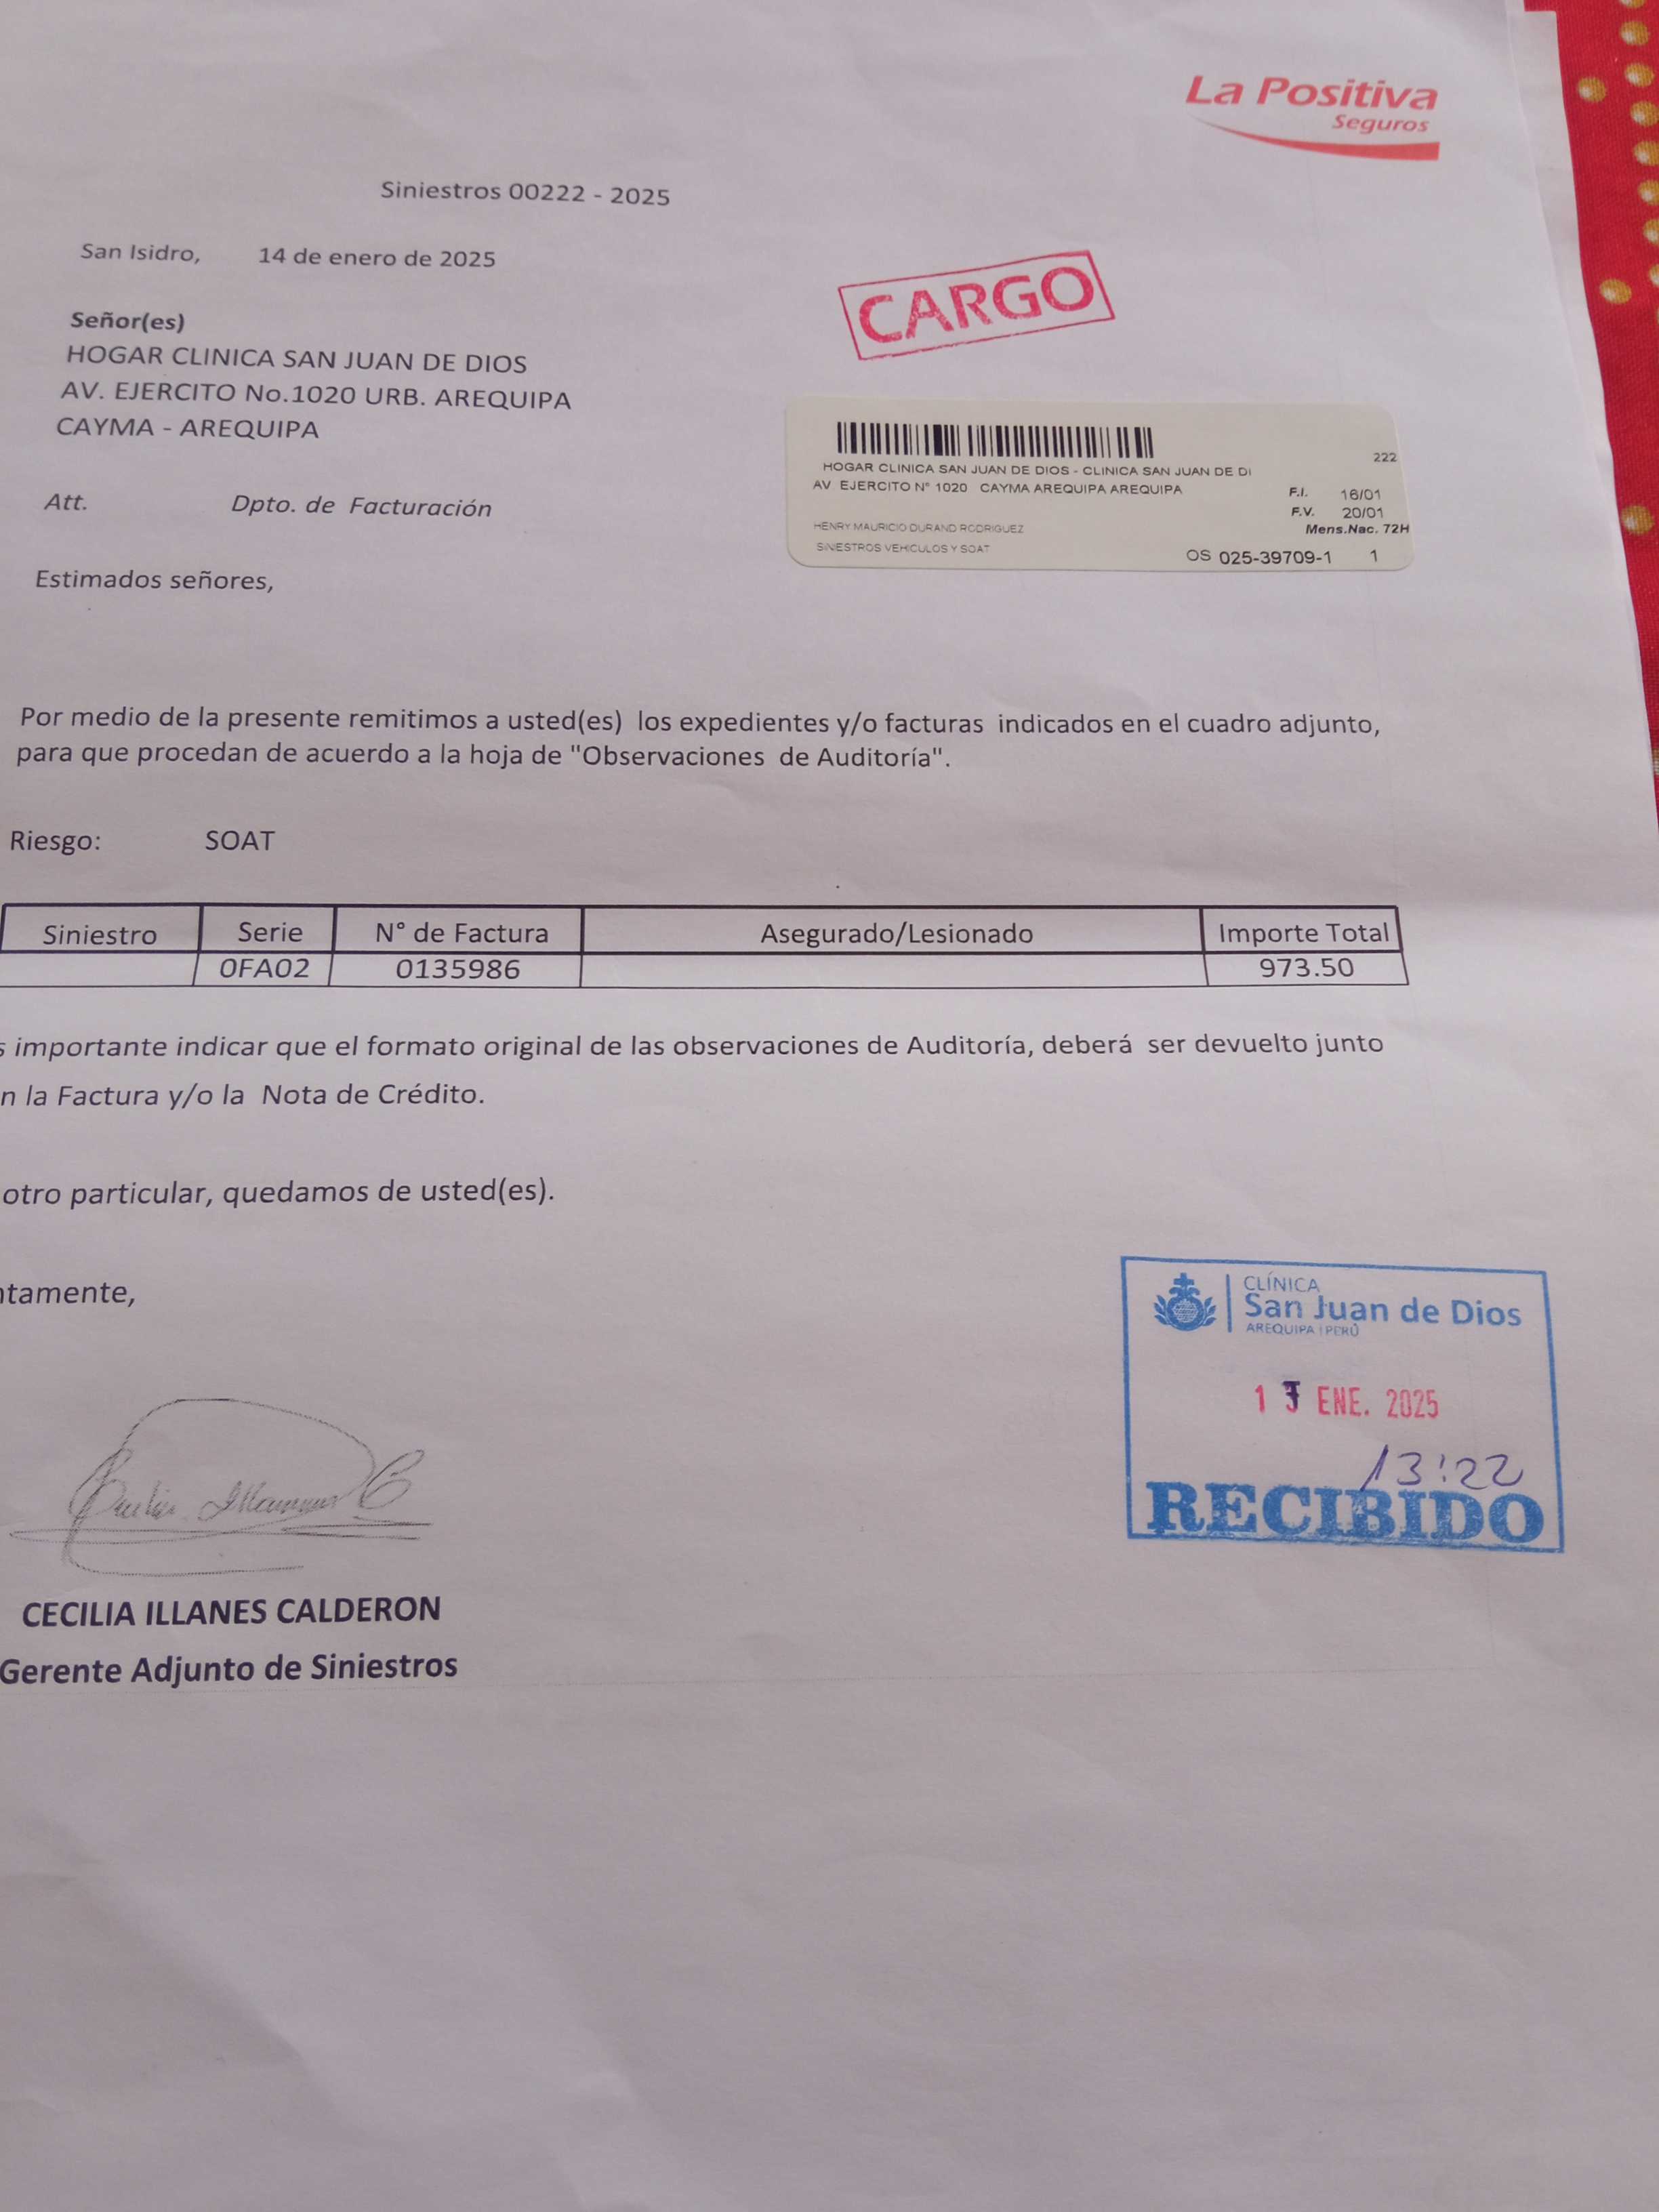 La Positiva
Seguros
Siniestros 00222 - 2025
San Isidro, 14 de enero de 2025
CARGO
Señor(es)
HOGAR CLINICA SAN JUAN DE DIOS
AV. EJERCITO No.1020 URB. AREQUIPA
CAYMA - AREQUIPA
222
HOGAR CLINICA SAN JUAN DE DIOS - CLINICA SAN JUAN DE DI
AV EJERCITO N° 1020 CAYMA AREQUIPA AREQUIPA
F.I. 16/01
F.V. 20/01
HENRY MAURICIO DURAND RODRIGUEZ
Mens.Nac. 72H
SINIESTROS VEHICULOS Y SOAT
OS 025-39709-1 1
Att. Dpto. de Facturación
Estimados señores,
Por medio de la presente remitimos a usted(es) los expedientes y/o facturas indicados en el cuadro adjunto,
para que procedan de acuerdo a la hoja de "Observaciones de Auditoría".
Riesgo: SOAT
Siniestro Serie N° de Factura Asegurado/Lesionado Importe Total
0FA02 0135986 973.50
s importante indicar que el formato original de las observaciones de Auditoría, deberá ser devuelto junto
n la Factura y/o la Nota de Crédito.
otro particular, quedamos de usted(es).
ntamente,
CLÍNICA
San Juan de Dios
AREQUIPA | PERÚ
17 ENE. 2025
13:22
RECIBIDO
CECILIA ILLANES CALDERON
Gerente Adjunto de Siniestros